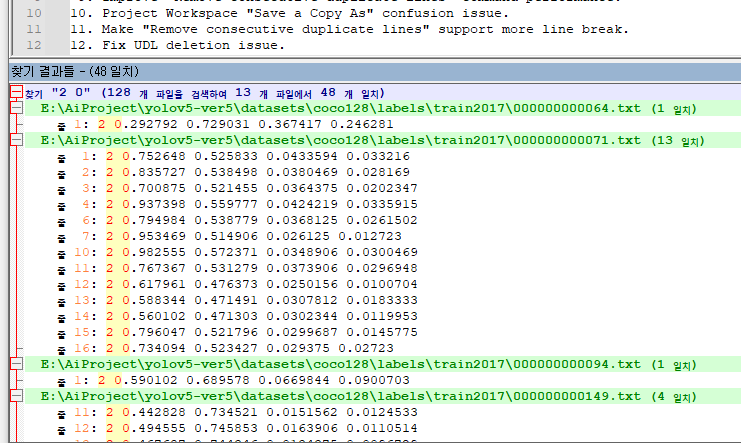 10 10. Project Workspace "Save a Copy As" confusion issue.
11 11. Make "Remove consecutive duplicate lines" support more line break.
12 12. Fix UDL deletion issue.
찾기 결과들 - (48 일치)
찾기 "2 0" (128 개 파일을 검색하여 13 개 파일에서 48 개 일치)
E:\AiProject\yolov5-ver5\datasets\coco128\labels\train2017\000000000064.txt (1 일치)
줄 1: 2 0.292792 0.729031 0.367417 0.246281
E:\AiProject\yolov5-ver5\datasets\coco128\labels\train2017\000000000071.txt (13 일치)
줄 1: 2 0.752648 0.525833 0.0433594 0.033216
줄 2: 2 0.835727 0.538498 0.0380469 0.028169
줄 3: 2 0.700875 0.521455 0.0364375 0.0202347
줄 4: 2 0.937398 0.559777 0.0424219 0.0335915
줄 6: 2 0.794984 0.538779 0.0368125 0.0261502
줄 7: 2 0.953469 0.514906 0.026125 0.012723
줄 10: 2 0.982555 0.572371 0.0348906 0.0300469
줄 11: 2 0.767367 0.531279 0.0373906 0.0296948
줄 12: 2 0.617961 0.476373 0.0250156 0.0100704
줄 13: 2 0.588344 0.471491 0.0307812 0.0183333
줄 14: 2 0.560102 0.471303 0.0302344 0.0119953
줄 15: 2 0.796047 0.521796 0.0299687 0.0145775
줄 16: 2 0.734094 0.523427 0.029375 0.02723
E:\AiProject\yolov5-ver5\datasets\coco128\labels\train2017\000000000094.txt (1 일치)
줄 1: 2 0.590102 0.689578 0.0669844 0.0900703
E:\AiProject\yolov5-ver5\datasets\coco128\labels\train2017\000000000149.txt (4 일치)
줄 11: 2 0.442828 0.734521 0.0151562 0.0124533
줄 12: 2 0.494555 0.745853 0.0163906 0.0110514